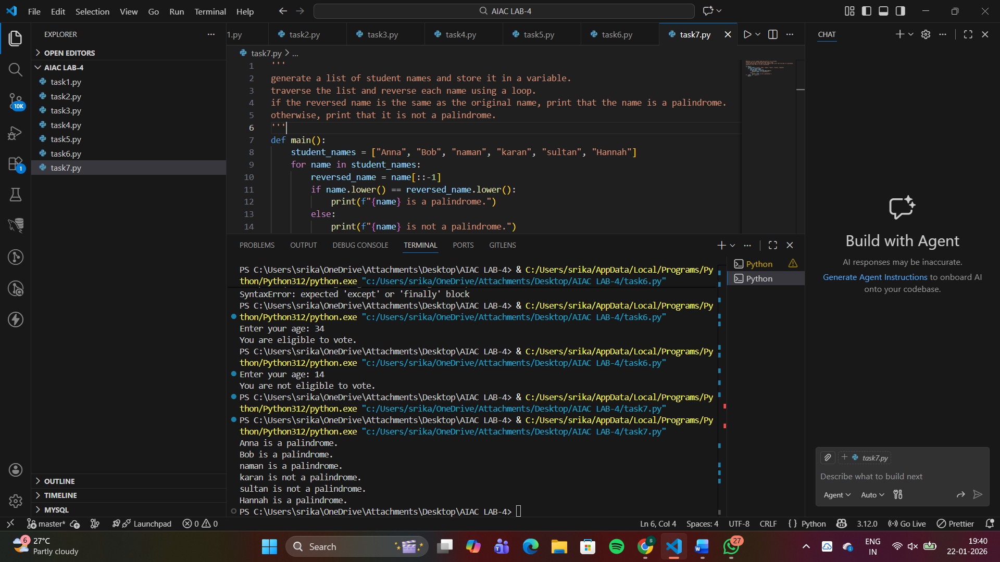 File Edit Selection View Go Run Terminal Help
AIAC LAB-4
EXPLORER
OPEN EDITORS
AIAC LAB-4
task1.py
task2.py
task3.py
task4.py
task5.py
task6.py
task7.py
OUTLINE
TIMELINE
MYSQL
10K
1
1.py task2.py task3.py task4.py task5.py task6.py task7.py
task7.py > ...
1 '''
2 generate a list of student names and store it in a variable.
3 traverse the list and reverse each name using a loop.
4 if the reversed name is the same as the original name, print that the name is a palindrome.
5 otherwise, print that it is not a palindrome.
6 '''
7 def main():
8 student_names = ["Anna", "Bob", "naman", "karan", "sultan", "Hannah"]
9 for name in student_names:
10 reversed_name = name[::-1]
11 if name.lower() == reversed_name.lower():
12 print(f"{name} is a palindrome.")
13 else:
14 print(f"{name} is not a palindrome.")
PROBLEMS OUTPUT DEBUG CONSOLE TERMINAL PORTS GITLENS
PS C:\Users\srika\OneDrive\Attachments\Desktop\AIAC LAB-4> & C:/Users/srika/AppData/Local/Programs/Py
thon/Python312/python.exe "c:/Users/srika/OneDrive/Attachments/Desktop/AIAC LAB-4/task6.py"
SyntaxError: expected 'except' or 'finally' block
PS C:\Users\srika\OneDrive\Attachments\Desktop\AIAC LAB-4> & C:/Users/srika/AppData/Local/Programs/Py
thon/Python312/python.exe "c:/Users/srika/OneDrive/Attachments/Desktop/AIAC LAB-4/task6.py"
Enter your age: 34
You are eligible to vote.
PS C:\Users\srika\OneDrive\Attachments\Desktop\AIAC LAB-4> & C:/Users/srika/AppData/Local/Programs/Py
thon/Python312/python.exe "c:/Users/srika/OneDrive/Attachments/Desktop/AIAC LAB-4/task6.py"
Enter your age: 14
You are not eligible to vote.
PS C:\Users\srika\OneDrive\Attachments\Desktop\AIAC LAB-4> & C:/Users/srika/AppData/Local/Programs/Py
thon/Python312/python.exe "c:/Users/srika/OneDrive/Attachments/Desktop/AIAC LAB-4/task7.py"
PS C:\Users\srika\OneDrive\Attachments\Desktop\AIAC LAB-4> & C:/Users/srika/AppData/Local/Programs/Py
thon/Python312/python.exe "c:/Users/srika/OneDrive/Attachments/Desktop/AIAC LAB-4/task7.py"
Anna is a palindrome.
Bob is a palindrome.
naman is a palindrome.
karan is not a palindrome.
sultan is not a palindrome.
Hannah is a palindrome.
PS C:\Users\srika\OneDrive\Attachments\Desktop\AIAC LAB-4>
Python
Python
CHAT
Build with Agent
AI responses may be inaccurate.
Generate Agent Instructions to onboard AI
onto your codebase.
task7.py
Describe what to build next
Agent Auto
master* Launchpad 0 0
Ln 6, Col 4 Spaces: 4 UTF-8 CRLF { } Python 3.12.0 Go Live Prettier
6
27°C
Partly cloudy
Search
27
ENG
IN
19:40
22-01-2026